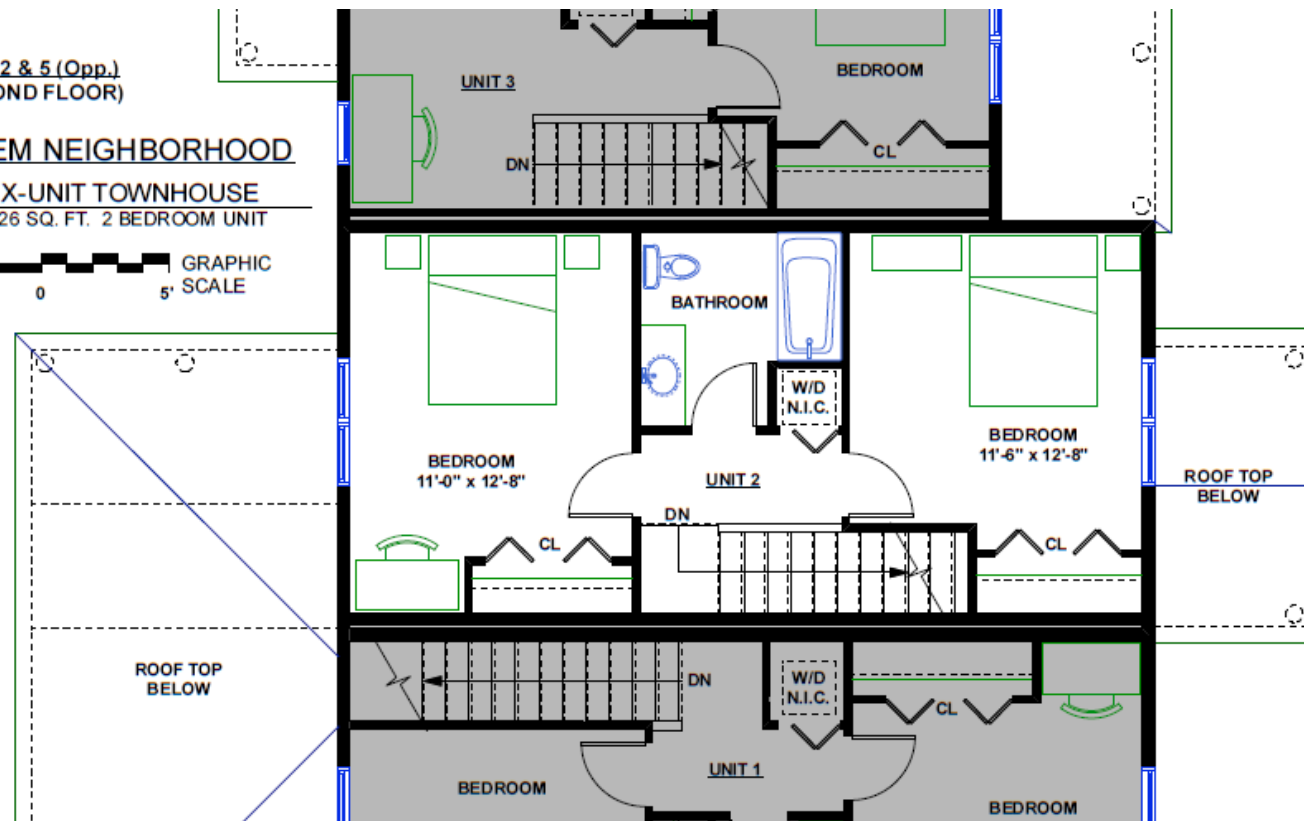 2 & 5 (Opp.)
OND FLOOR)
EM NEIGHBORHOOD
X-UNIT TOWNHOUSE
26 SQ. FT. 2 BEDROOM UNIT
GRAPHIC
SCALE
0
5'
UNIT 3
BEDROOM
DN
CL
BATHROOM
W/D
N.I.C.
BEDROOM
11'-0" x 12'-8"
BEDROOM
11'-6" x 12'-8"
UNIT 2
DN
CL
CL
ROOF TOP
BELOW
ROOF TOP
BELOW
DN
W/D
N.I.C.
CL
UNIT 1
BEDROOM
BEDROOM